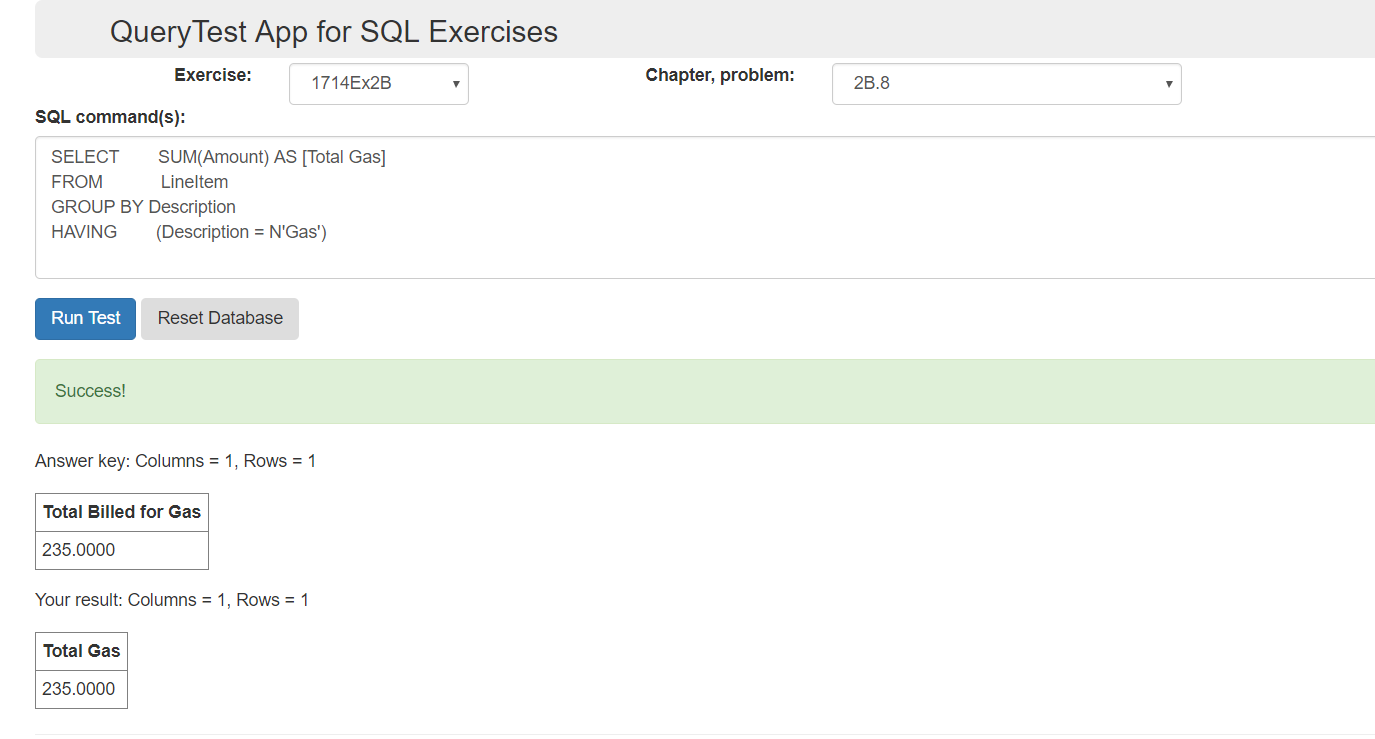 QueryTest App for SQL Exercises
Exercise: 1714Ex2B Chapter, problem: 2B.8
SQL command(s):
SELECT SUM(Amount) AS [Total Gas]
FROM LineItem
GROUP BY Description
HAVING (Description = N'Gas')
Run Test Reset Database
Success!
Answer key: Columns = 1, Rows = 1
Total Billed for Gas
235.0000
Your result: Columns = 1, Rows = 1
Total Gas
235.0000